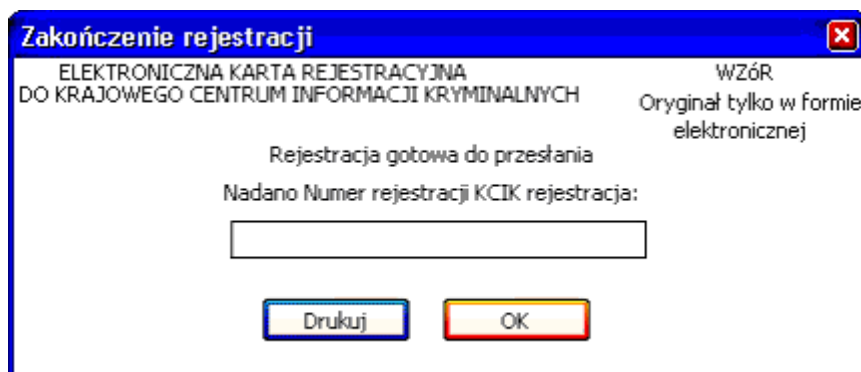 Zakończenie rejestracji
ELEKTRONICZNA KARTA REJESTRACYJNA
DO KRAJOWEGO CENTRUM INFORMACJI KRYMINALNYCH
WZóR
Oryginał tylko w formie
elektronicznej
Rejestracja gotowa do przesłania
Nadano Numer rejestracji KCIK rejestracja:
Drukuj
OK